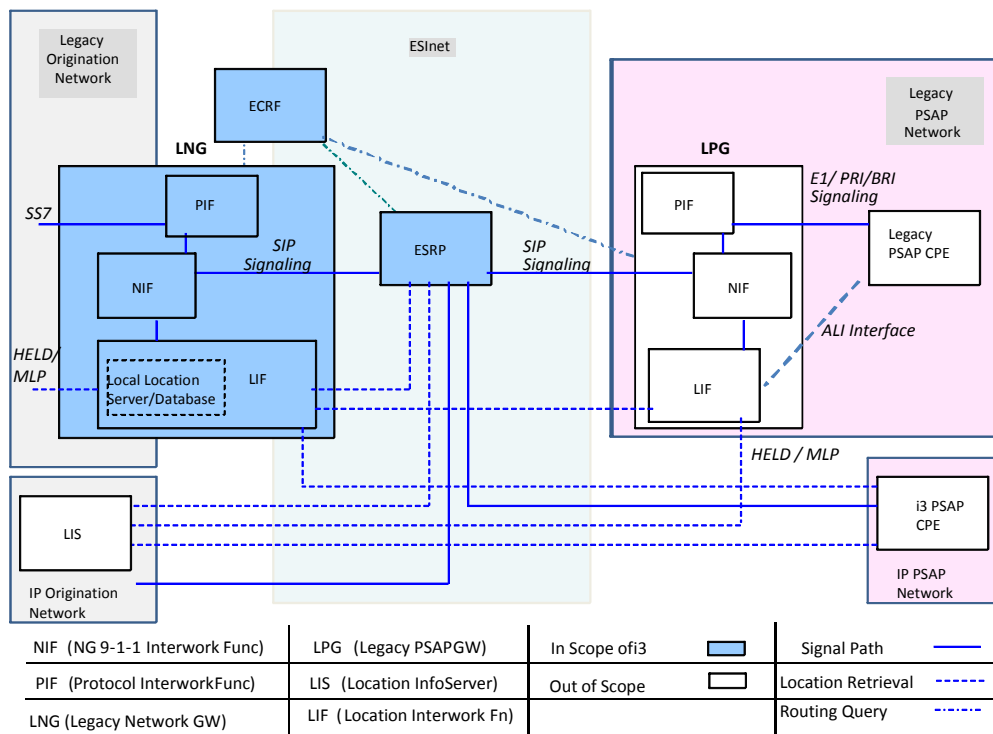 Legacy
Origination
Network
ESInet
ECRF
LNG
Legacy
PSAP
Network
LPG
PIF
SS7
SIP
Signaling
NIF
ESRP
SIP
Signaling
PIF
E1/ PRI/BRI
Signaling
Legacy
PSAP CPE
NIF
ALI Interface
HELD/
MLP
Local Location
Server/Database
LIF
LIF
HELD / MLP
LIS
i3 PSAP
CPE
IP Origination
Network
IP PSAP
Network
NIF (NG 9-1-1 Interwork Func)
LPG (Legacy PSAPGW)
In Scope ofi3
Signal Path
PIF (Protocol InterworkFunc)
LIS (Location InfoServer)
Out of Scope
Location Retrieval
LNG (Legacy Network GW)
LIF (Location Interwork Fn)
Routing Query